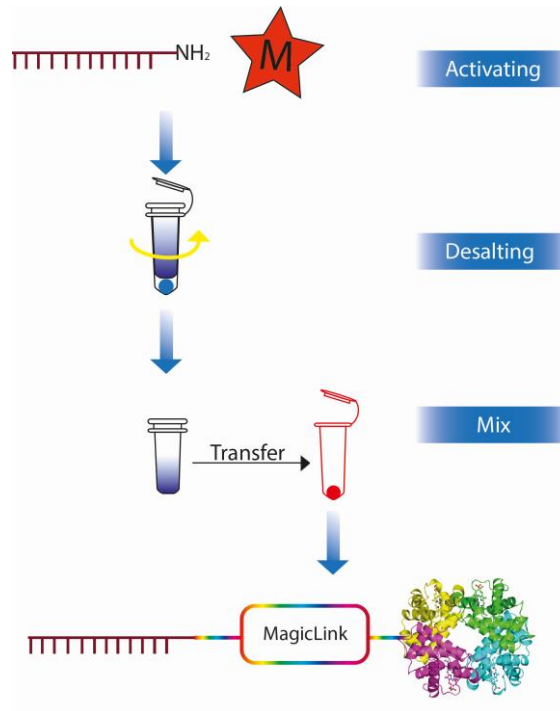 NH₂
M
Activating
Desalting
Mix
Transfer
MagicLink